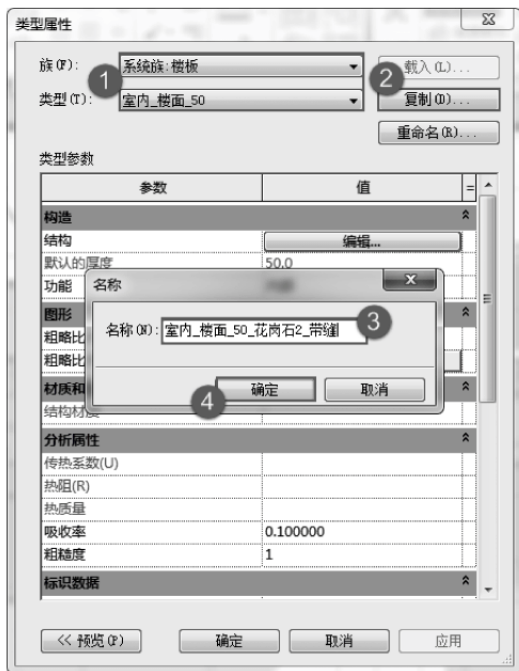 类型属性
族(F): 系统族:楼板 载入(L)...
1 2
类型(T): 室内_楼面_50 复制(D)...
重命名(R)...
类型参数
参数 值 =
构造
结构 编辑...
默认的厚度 50.0
功能
名称
图形
粗略比
名称(N): 室内_楼面_50_花岗石2_带缝 3
粗略比
材质和 确定 取消
4
结构材质
分析属性
传热系数(U)
热阻(R)
热质量
吸收率 0.100000
粗糙度 1
标识数据
<< 预览(P) 确定 取消 应用